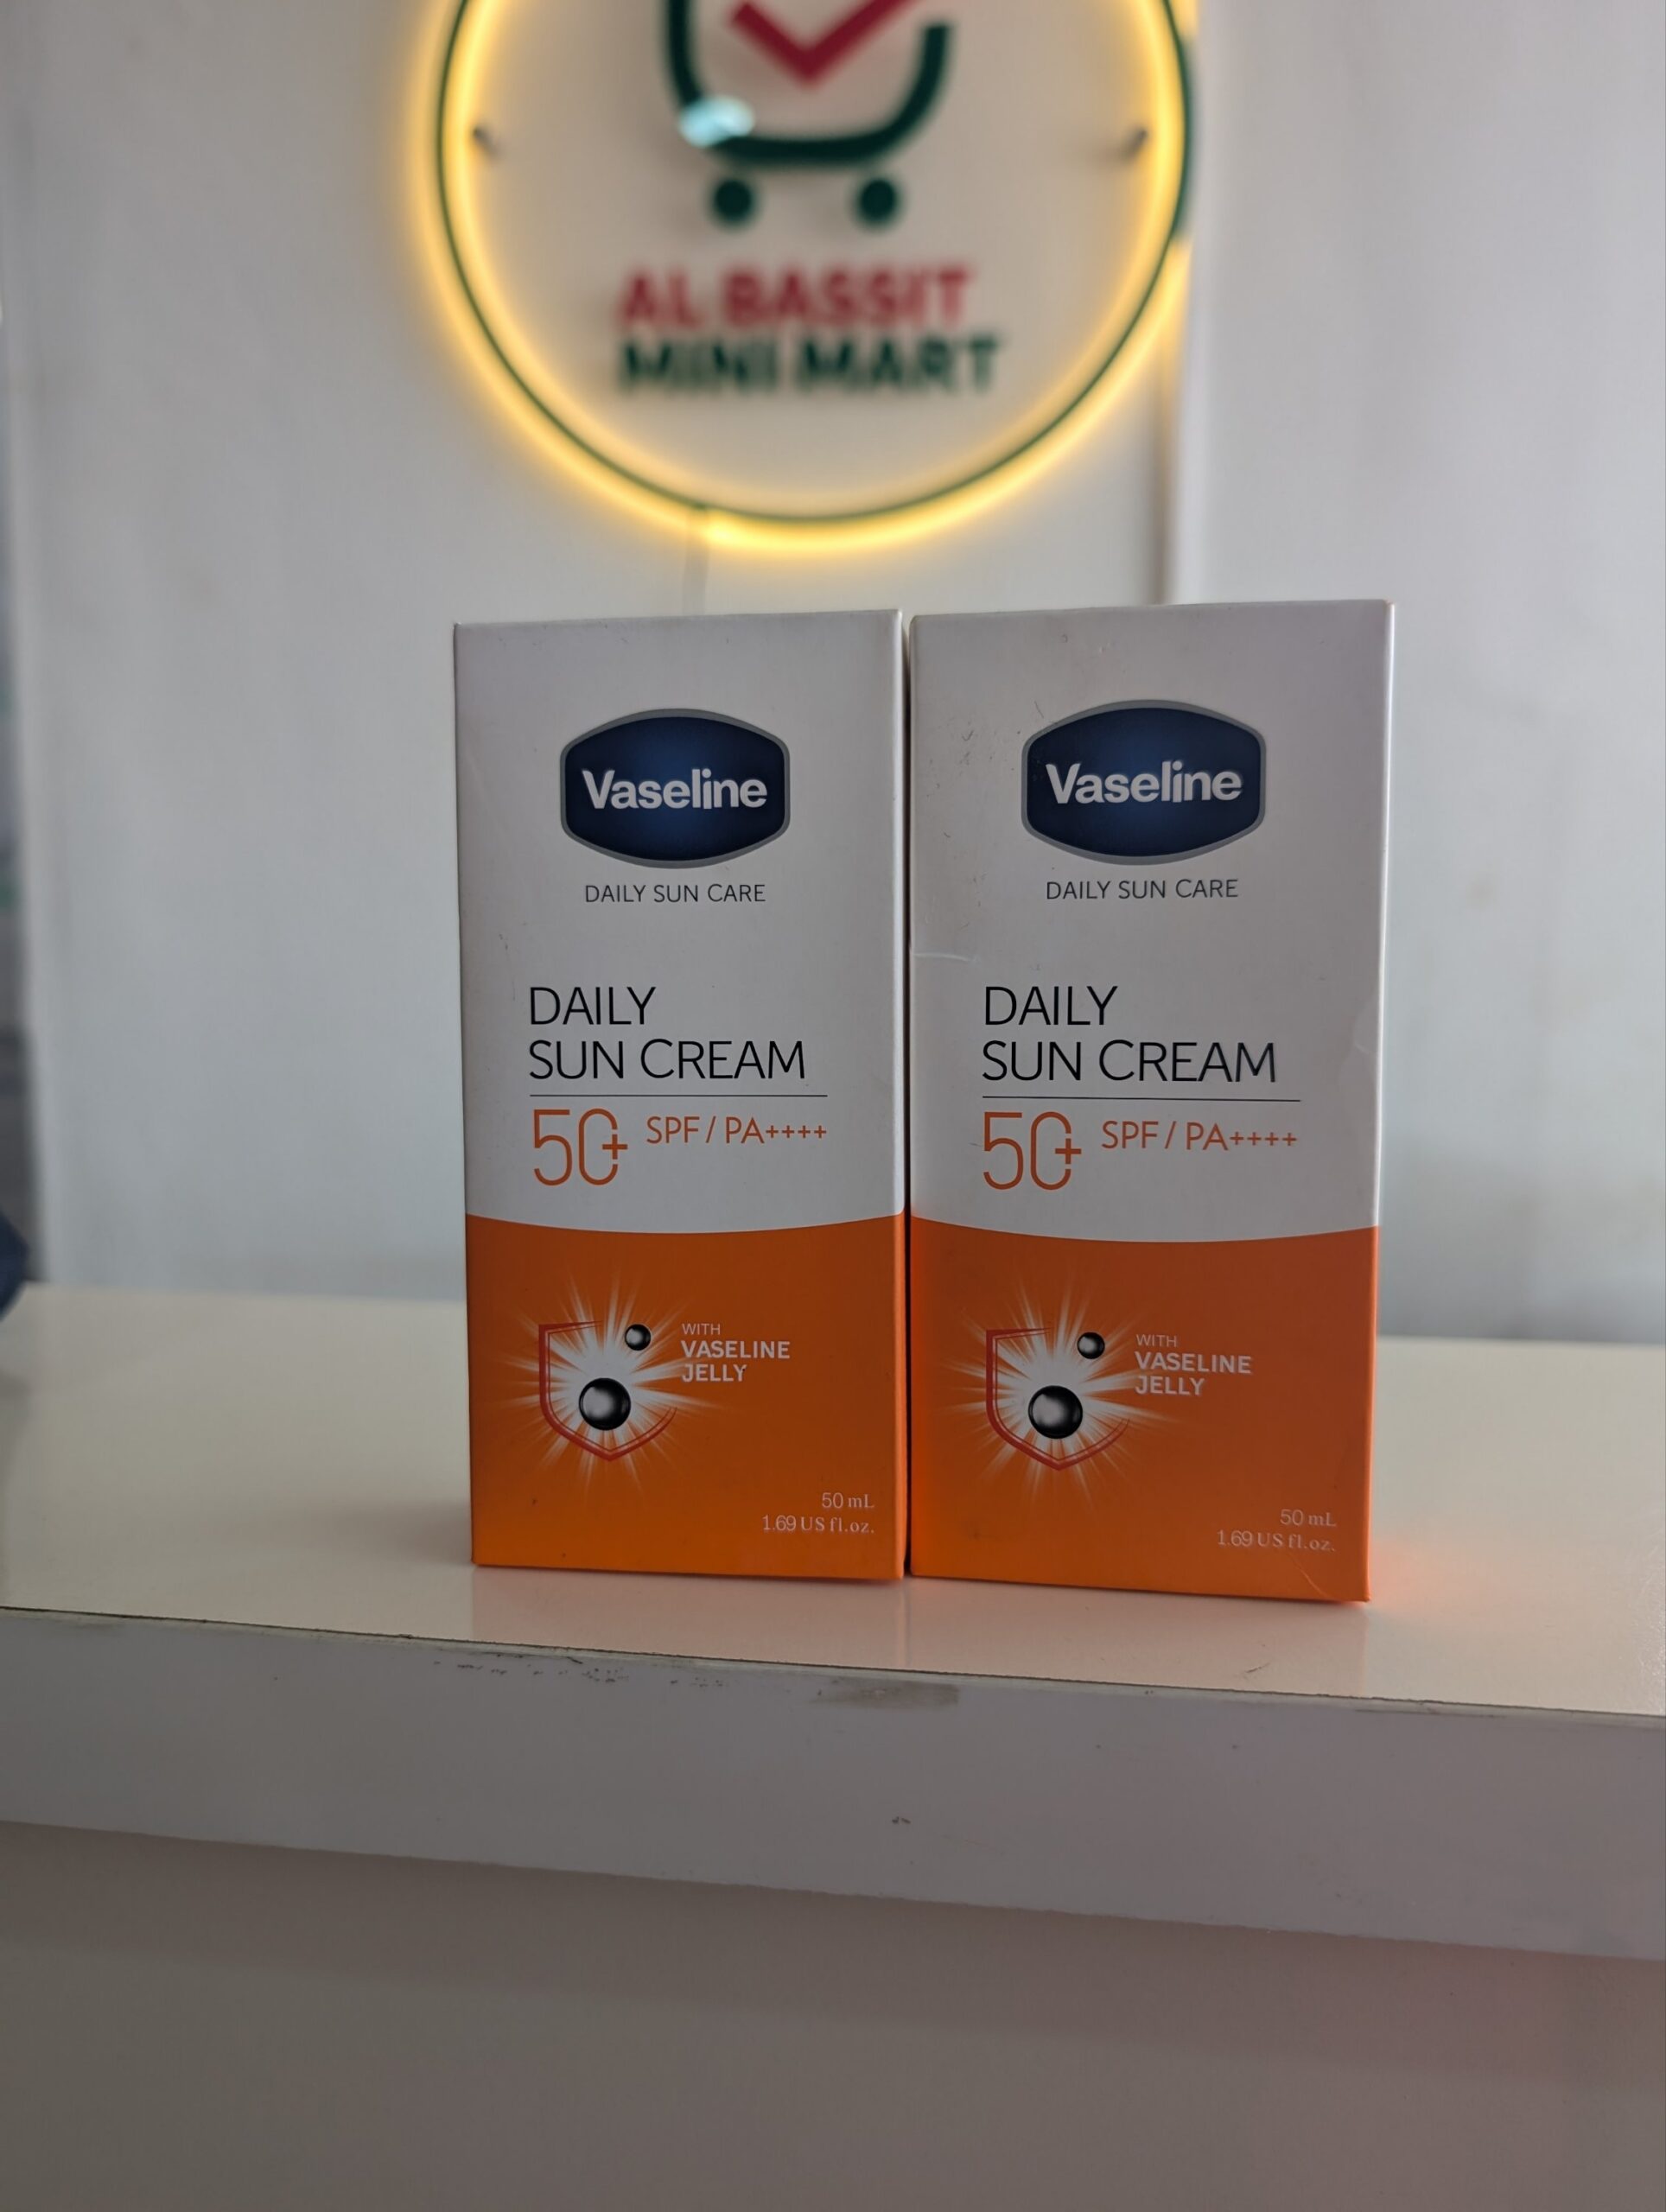 AL BASSIT
MINI MART
Vaseline
DAILY SUN CARE
DAILY
SUN CREAM
50+ SPF / PA++++
WITH
VASELINE
JELLY
50 mL
1.69 US fl.oz.
Vaseline
DAILY SUN CARE
DAILY
SUN CREAM
50+ SPF / PA++++
WITH
VASELINE
JELLY
50 mL
1.69 US fl.oz.